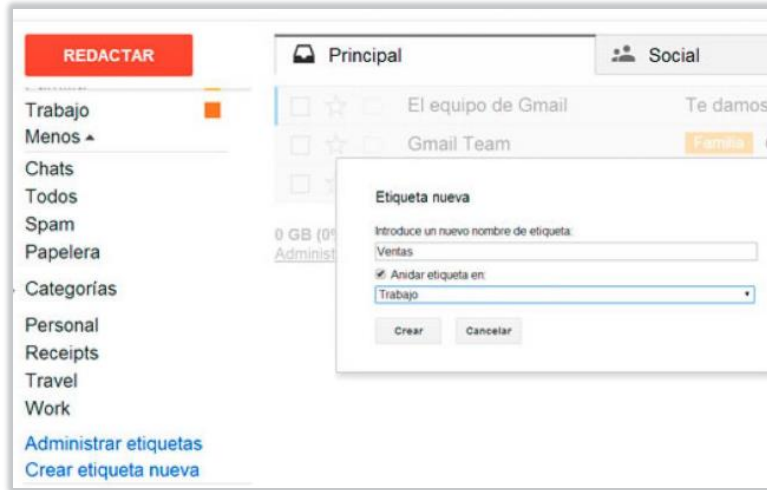 REDACTAR
Trabajo
Menos
Chats
Todos
Spam
Papelera
Categorías
Personal
Receipts
Travel
Work
Administrar etiquetas
Crear etiqueta nueva
Principal
Social
El equipo de Gmail
Te damos
Gmail Team
Familia
0 GB (0%
Administ
Etiqueta nueva
Introduce un nuevo nombre de etiqueta:
Ventas
Anidar etiqueta en:
Trabajo
Crear
Cancelar